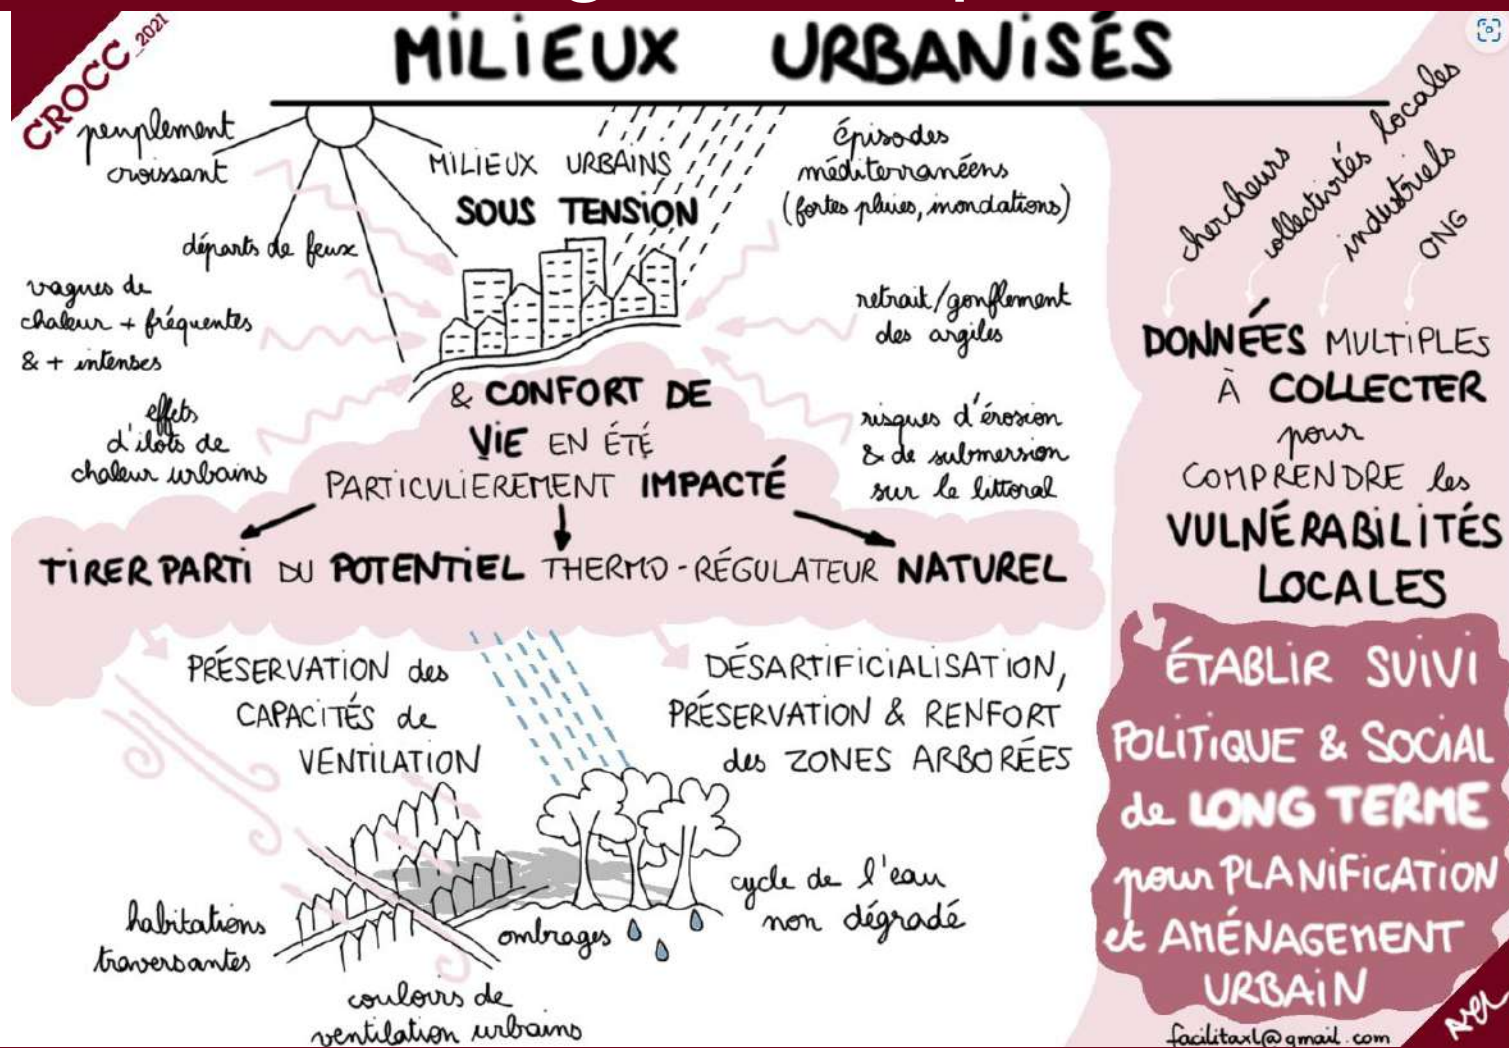 CROCC_2021
MILIEUX URBANISÉS
peuplement
croissant
départs de feux
vagues de
chaleur + fréquentes
& + intenses
effets
d'ilots de
chaleur urbains
MILIEUX URBAINS
SOUS TENSION
épisodes
méditerranéens
(fortes pluies, inondations)
retrait/gonflement
des argiles
risques d'érosion
& de submersion
sur le littoral
& CONFORT DE
VIE EN ÉTÉ
PARTICULIEREMENT IMPACTÉ
TIRER PARTI DU POTENTIEL THERMO-RÉGULATEUR NATUREL
PRÉSERVATION des
CAPACITÉS de
VENTILATION
DÉSARTIFICIALISATION,
PRÉSERVATION & RENFORT
des ZONES ARBORÉES
habitations
traversantes
couloirs de
ventilation urbains
ombrages
cycle de l'eau
non dégradé
chercheurs
collectivités locales
industriels
ONG
DONNÉES MULTIPLES
À COLLECTER
pour
COMPRENDRE les
VULNÉRABILITÉS
LOCALES
ÉTABLIR SUIVI
POLITIQUE & SOCIAL
de LONG TERME
pour PLANIFICATION
et AMÉNAGEMENT
URBAIN
facilitaxl@gmail.com